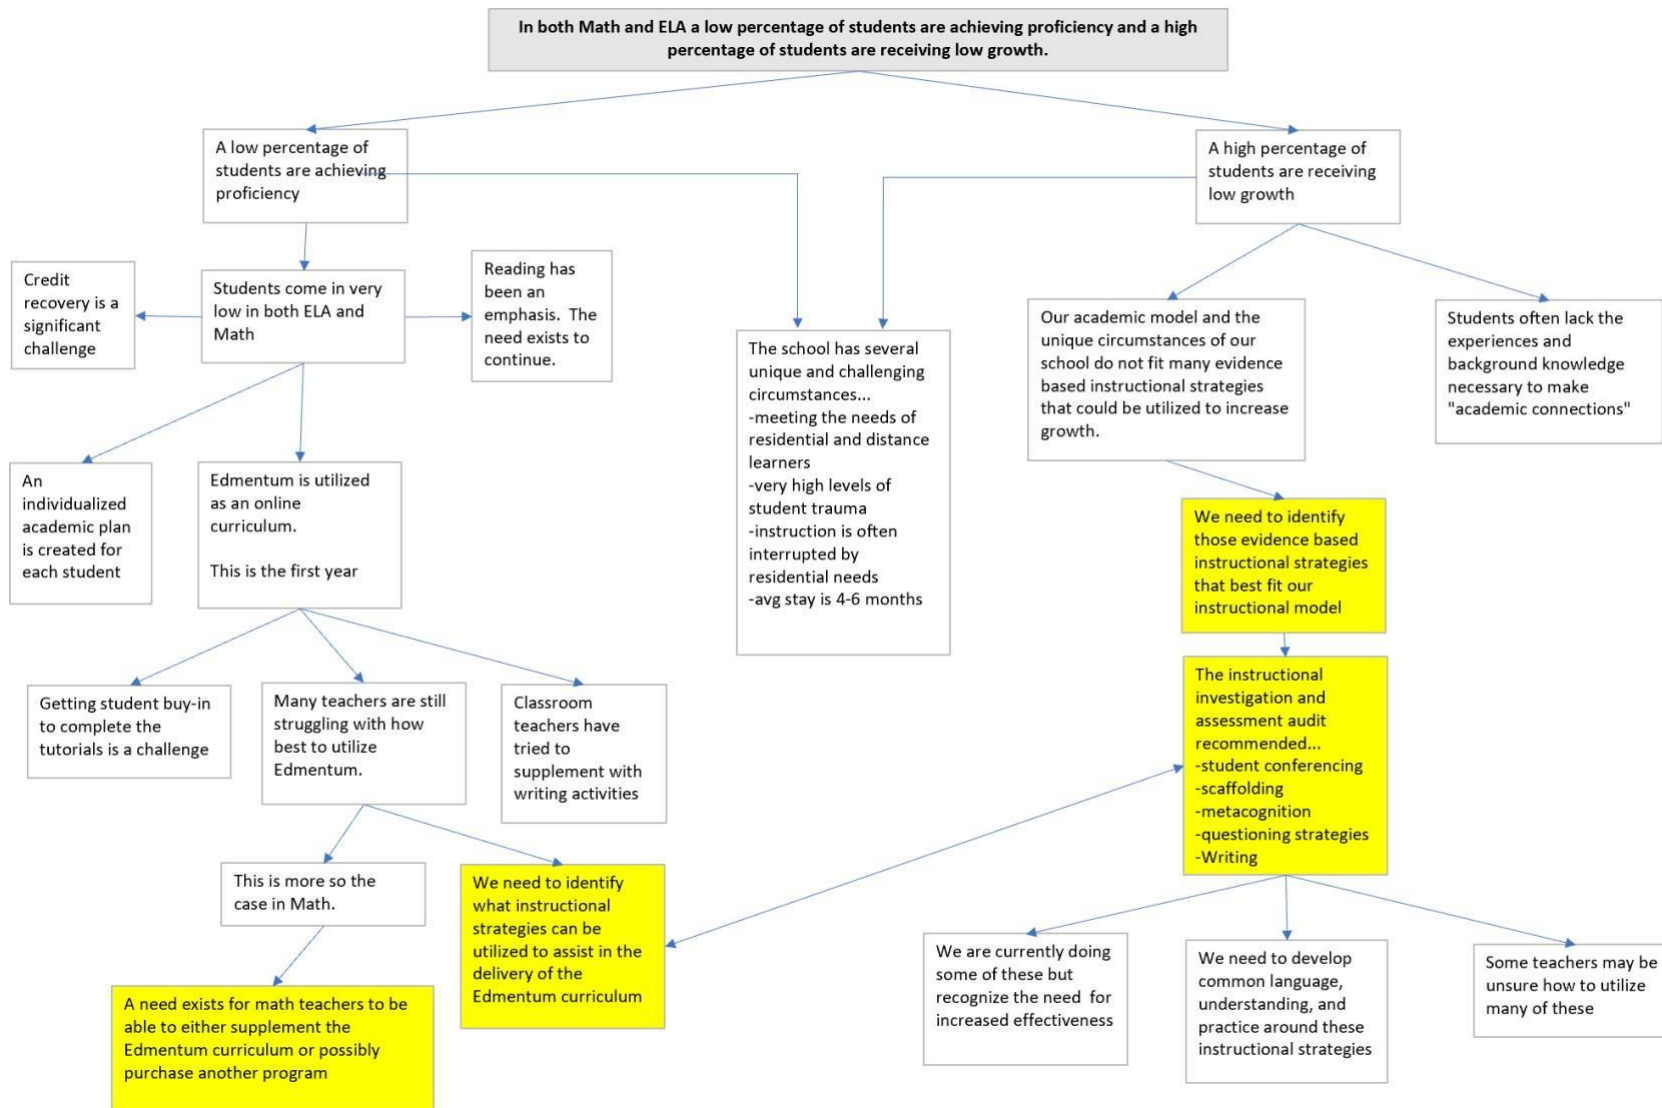 In both Math and ELA a low percentage of students are achieving proficiency and a high
percentage of students are receiving low growth.
A low percentage of
students are achieving
proficiency
A high percentage of
students are receiving
low growth
Credit
recovery is a
significant
challenge
Students come in very
low in both ELA and
Math
Reading has
been an
emphasis.  The
need exists to
continue.
The school has several
unique and challenging
circumstances...
-meeting the needs of
residential and distance
learners
-very high levels of
student trauma
-instruction is often
interrupted by
residential needs
-avg stay is 4-6 months
Our academic model and the
unique circumstances of our
school do not fit many evidence
based instructional strategies
that could be utilized to increase
growth.
Students often lack the
experiences and
background knowledge
necessary to make
"academic connections"
An
individualized
academic plan
is created for
each student
Edmentum is utilized
as an online
curriculum.
This is the first year
We need to identify
those evidence based
instructional strategies
that best fit our
instructional model
Getting student buy-in
to complete the
tutorials is a challenge
Many teachers are still
struggling with how
best to utilize
Edmentum.
Classroom
teachers have
tried to
supplement with
writing activities
The instructional
investigation and
assessment audit
recommended...
-student conferencing
-scaffolding
-metacognition
-questioning strategies
-Writing
This is more so the
case in Math.
We need to identify
what instructional
strategies can be
utilized to assist in the
delivery of the
Edmentum curriculum
A need exists for math teachers to be
able to either supplement the
Edmentum curriculum or possibly
purchase another program
We are currently doing
some of these but
recognize the need  for
increased effectiveness
We need to develop
common language,
understanding, and
practice around these
instructional strategies
Some teachers may be
unsure how to utilize
many of these